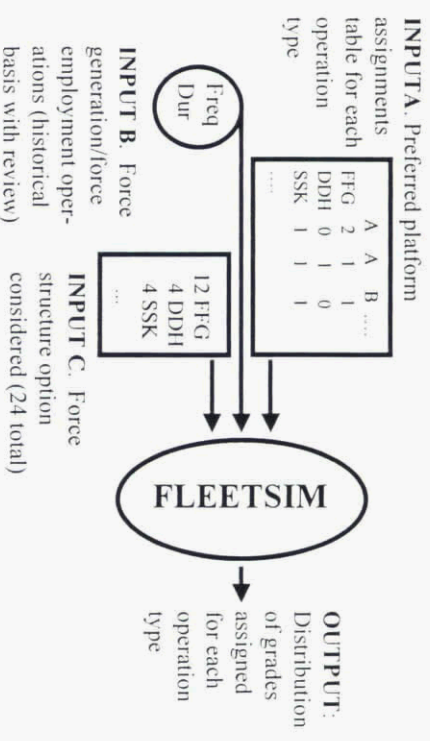 INPUTA. Preferred platform
assignments
table for each
operation
type
A A B .....
FFG 2 1 1
DDH 0 1 0
SSK 1 1 1
.....
Freq
Dur
INPUT B. Force
generation/force
employment oper-
ations (historical
basis with review)
12 FFG
4 DDH
4 SSK
...
INPUT C. Force
structure option
considered (24 total)
FLEETSIM
OUTPUT:
Distribution
of grades
assigned
for each
operation
type